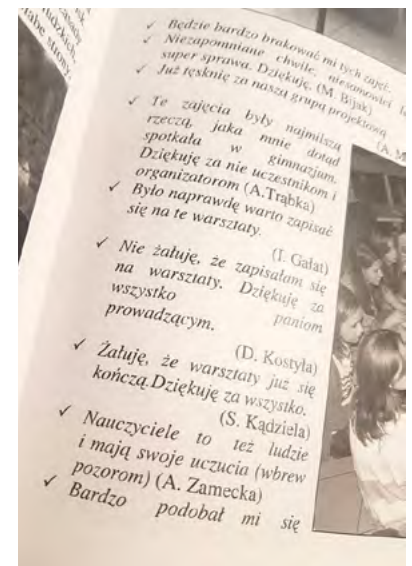 słabe strony.
✓ Będzie bardzo brakować mi tych zajęć.
✓ Niezapomniane chwile, niesamowici
super sprawa. Dziękuję. (M. Bijak)
✓ Już tęsknię za naszą grupą projektową
(A. M
✓ Te zajęcia były najmilszą
rzeczą, jaka mnie dotąd
spotkała w gimnazjum.
Dziękuję za nie uczestnikom i
organizatorom (A.Trąbka)
✓ Było naprawdę warto zapisać
się na te warsztaty.
(I. Gałat)
✓ Nie żałuję, że zapisałam się
na warsztaty. Dziękuję za
wszystko paniom
prowadzącym.
(D. Kostyła)
✓ Żałuję, że warsztaty już się
kończą.Dziękuję za wszystko.
(S. Kądziela)
✓ Nauczyciele to też ludzie
i mają swoje uczucia (wbrew
pozorom) (A. Zamecka)
✓ Bardzo podobał mi się